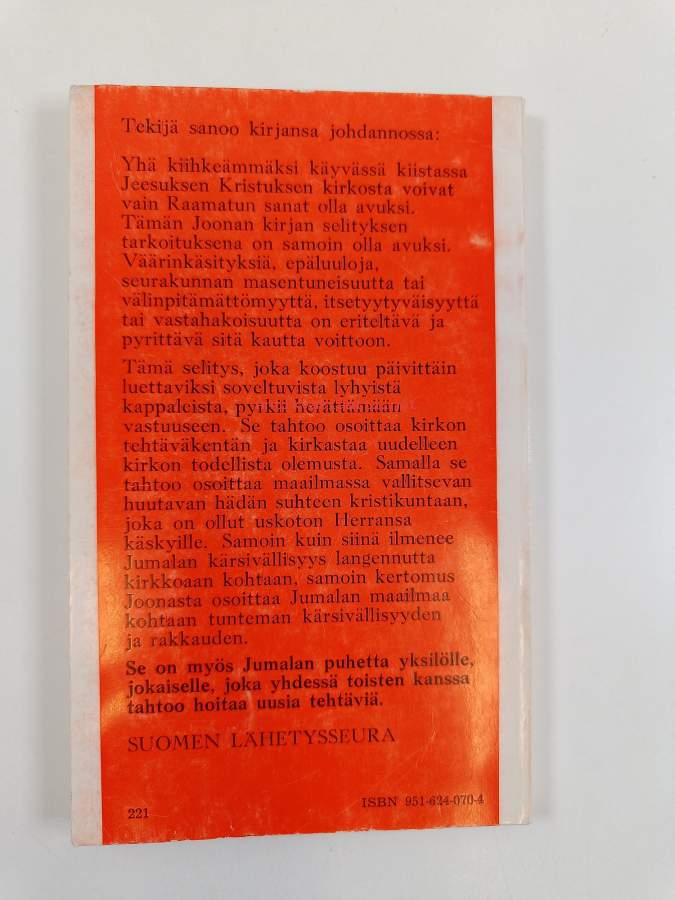 Tekijä sanoo kirjansa johdannossa:
Yhä kiihkeämmäksi käyvässä kiistassa
Jeesuksen Kristuksen kirkosta voivat
vain Raamatun sanat olla avuksi.
Tämän Joonan kirjan selityksen
tarkoituksena on samoin olla avuksi.
Väärinkäsityksiä, epäluuloja,
seurakunnan masentuneisuutta tai
välinpitämättömyyttä, itsetyytyväisyyttä
tai vastahakoisuutta on eriteltävä ja
pyrittävä sitä kautta voittoon.
Tämä selitys, joka koostuu päivittäin
luettaviksi soveltuvista lyhyistä
kappaleista, pyrkii herättämään
vastuuseen. Se tahtoo osoittaa kirkon
tehtäväkentän ja kirkastaa uudelleen
kirkon todellista olemusta. Samalla se
tahtoo osoittaa maailmassa vallitsevan
huutavan hädän suhteen kristikuntaan,
joka on ollut uskoton Herransa
käskyille. Samoin kuin siinä ilmenee
Jumalan kärsivällisyys langennutta
kirkkoaan kohtaan, samoin kertomus
Joonasta osoittaa Jumalan maailmaa
kohtaan tunteman kärsivällisyyden
ja rakkauden.
Se on myös Jumalan puhetta yksilölle,
jokaiselle, joka yhdessä toisten kanssa
tahtoo hoitaa uusia tehtäviä.
SUOMEN LÄHETYSSEURA
ISBN 951-624-070-4
221